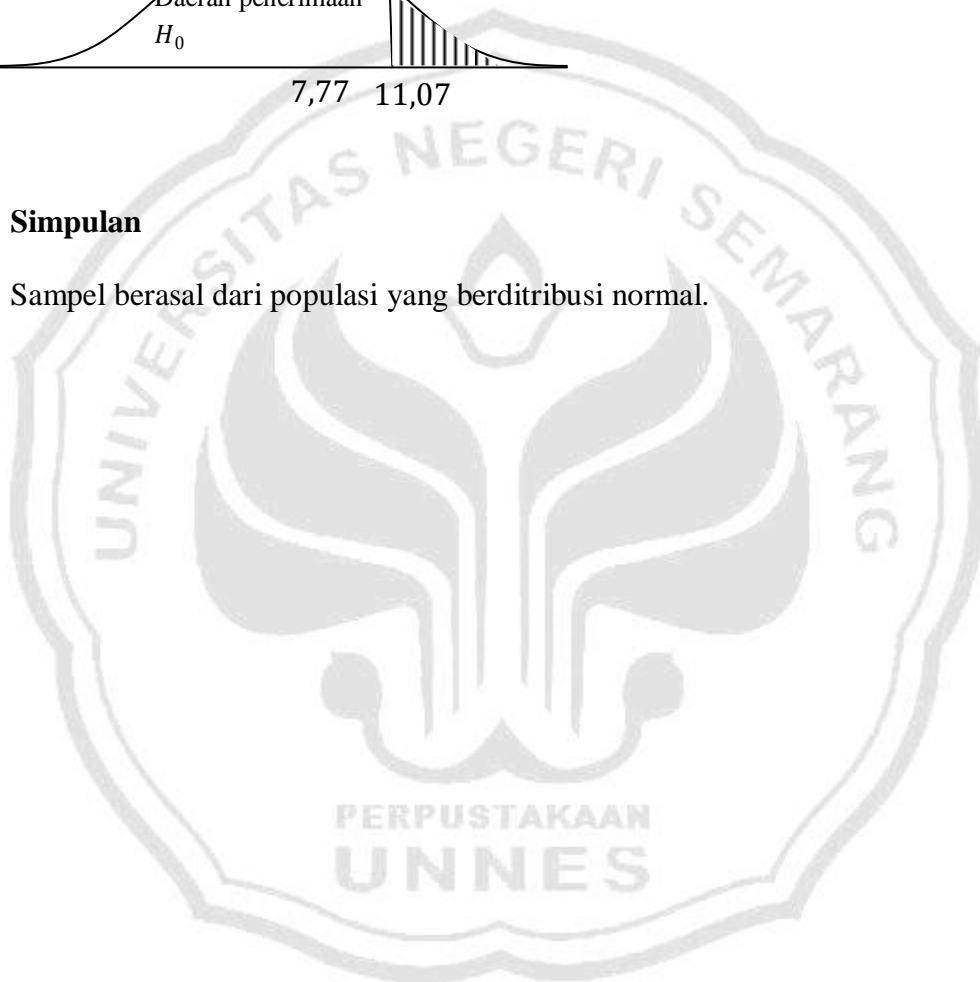 Daerah penerimaan
H₀
7,77 11,07
UNIVERSITAS NEGERI SEMARANG
Simpulan
Sampel berasal dari populasi yang berditribusi normal.
PERPUSTAKAAN
UNNES